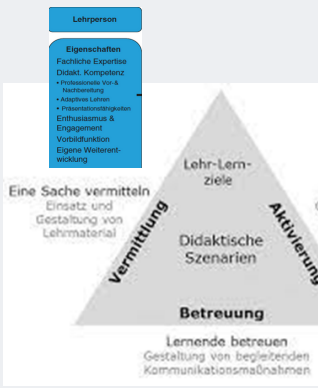 Lehrperson
Eigenschaften
Fachliche Expertise
Didakt. Kompetenz
• Professionelle Vor- &
Nachbereitung
• Adaptives Lehren
• Präsentationsfähigkeiten
Enthusiasmus &
Engagement
Vorbildfunktion
Eigene Weiterent-
wicklung
Lehr-Lern-
ziele
Eine Sache vermitteln
Einsatz und
Gestaltung von
Lehrmaterial
Vermittlung
Aktivierung
Didaktische
Szenarien
Betreuung
Lernende betreuen
Gestaltung von begleitenden
Kommunikationsmaßnahmen